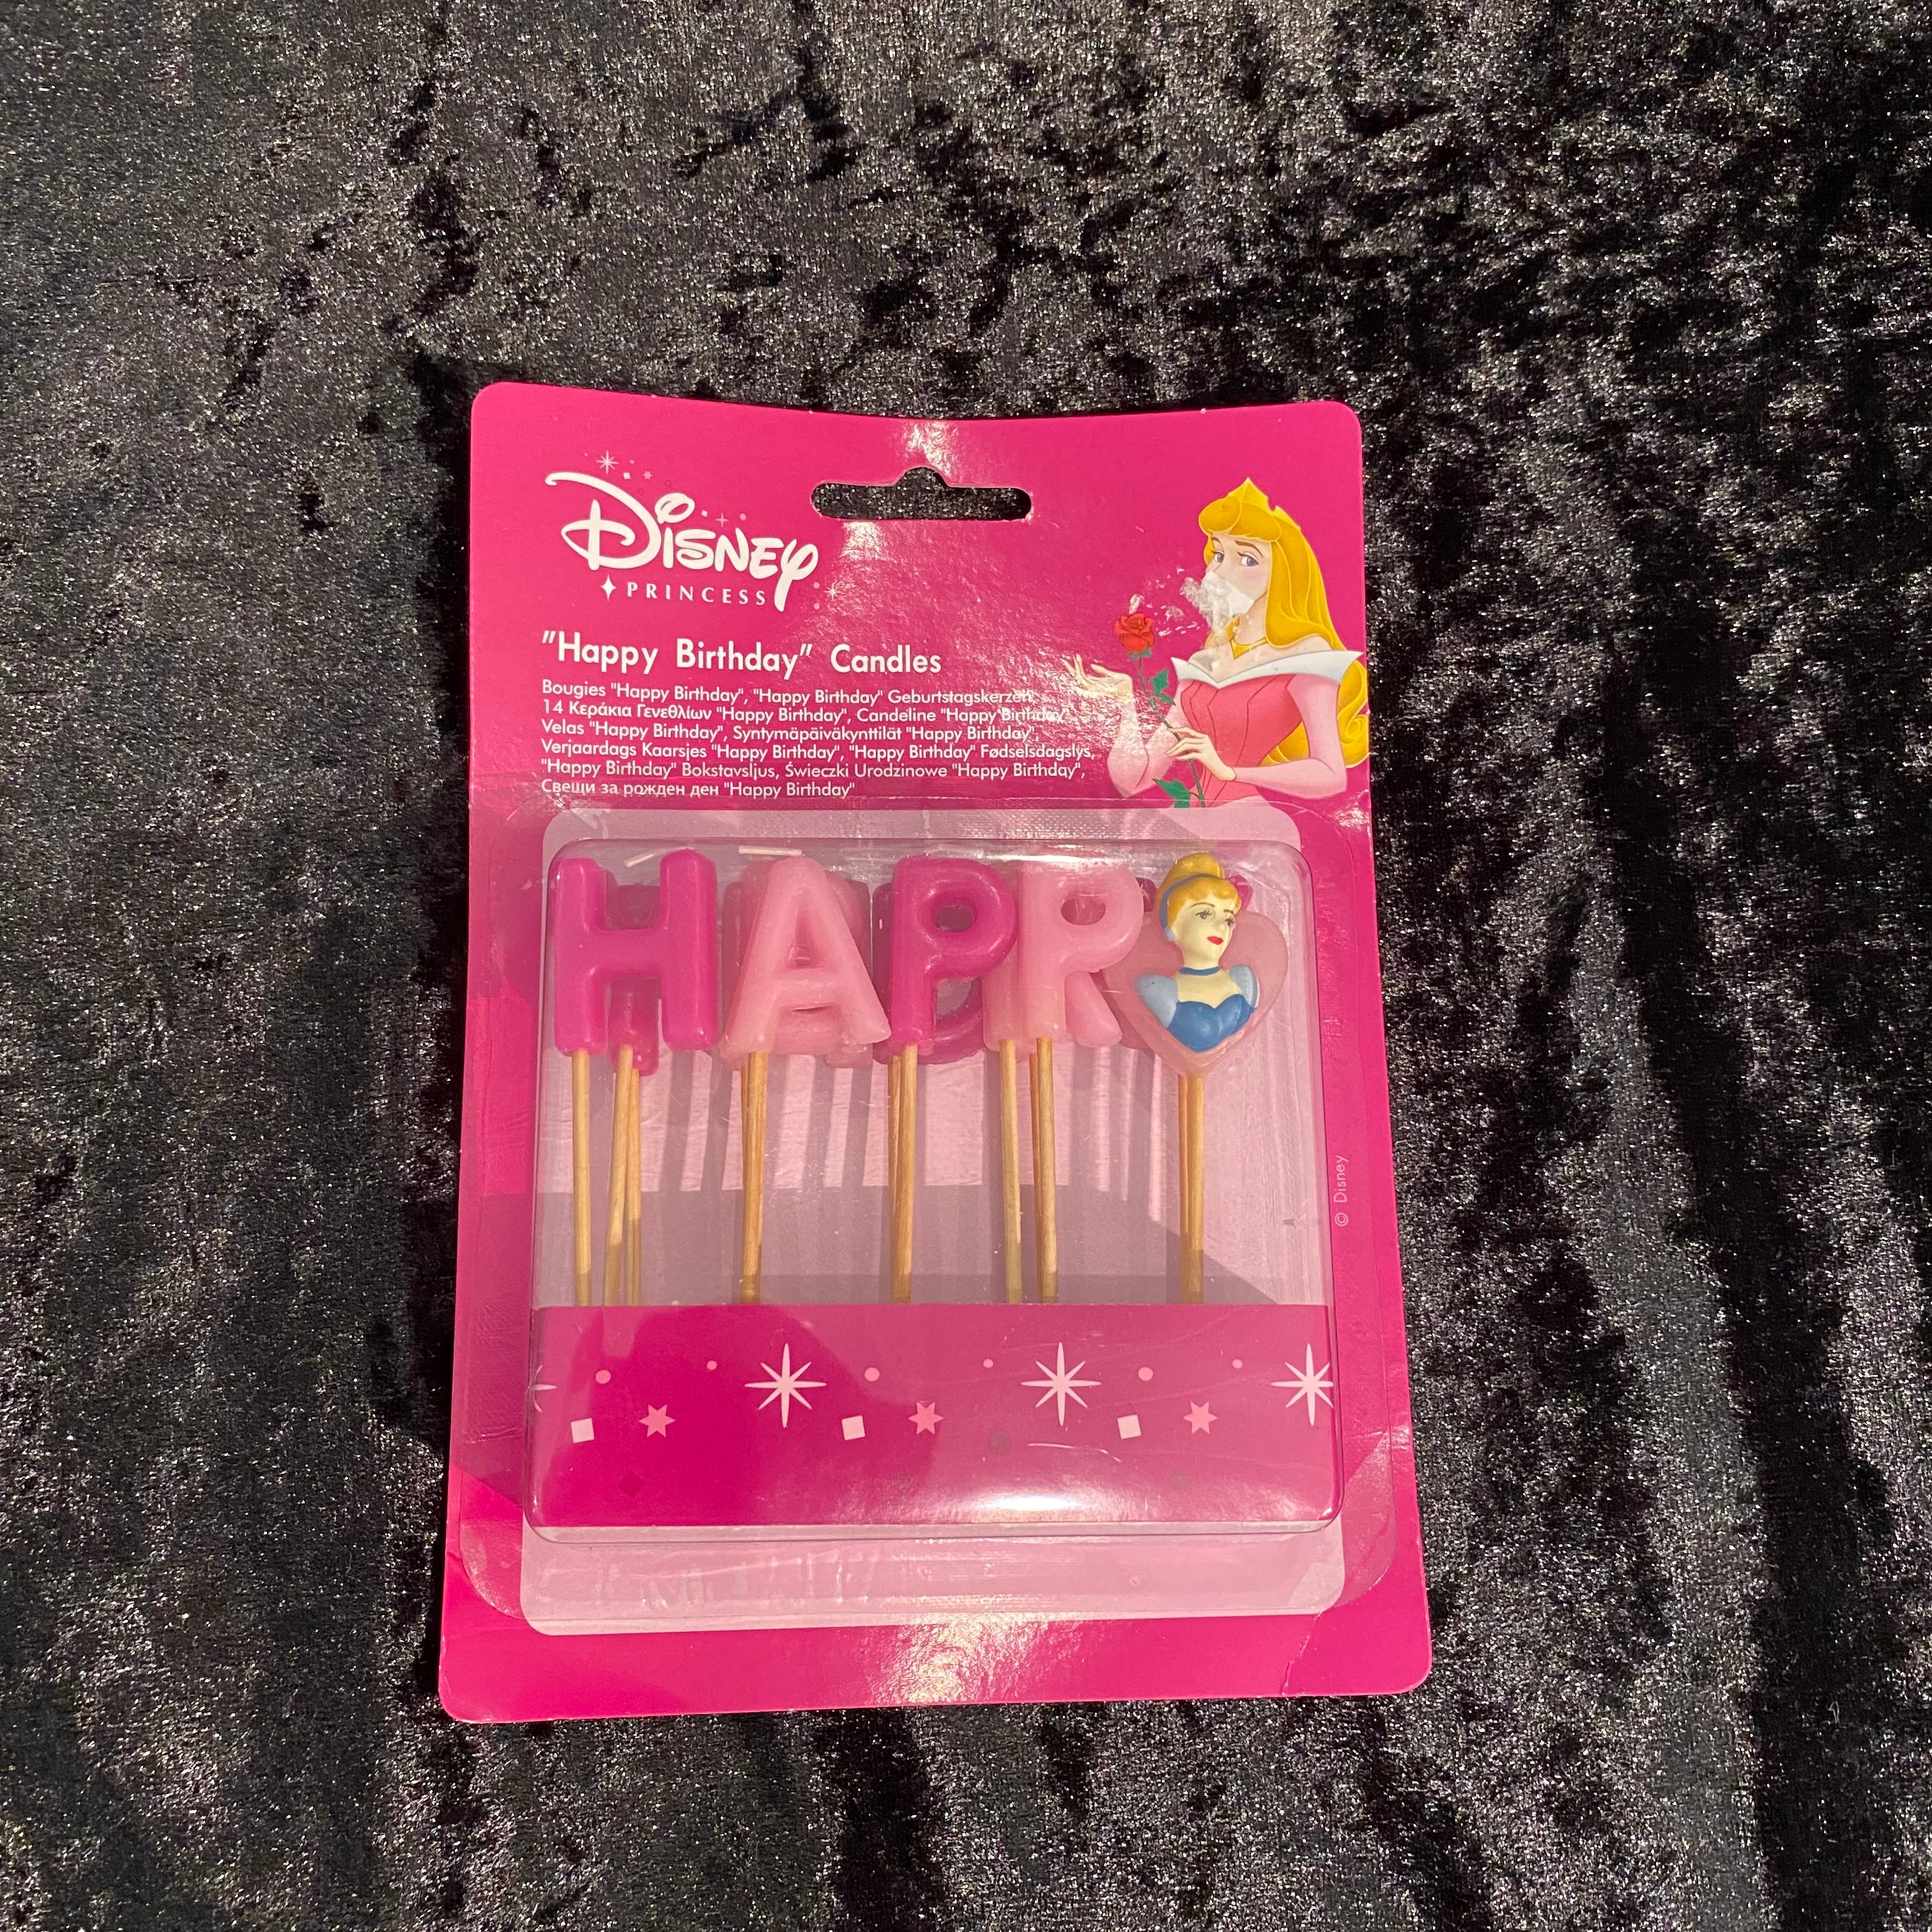 Disney
PRINCESS
"Happy Birthday" Candles
Bougies "Happy Birthday", "Happy Birthday" Geburtstagskerzen,
14 Κεράκια Γενεθλίων "Happy Birthday", Candeline "Happy Birthday"
Velas "Happy Birthday", Syntymäpäiväkynttilät "Happy Birthday",
Verjaardags Kaarsjes "Happy Birthday", "Happy Birthday" Fødselsdagslys,
"Happy Birthday" Bokstavsljus, Świeczki Urodzinowe "Happy Birthday",
Свещи за рожден ден "Happy Birthday"
HAPR
© Disney